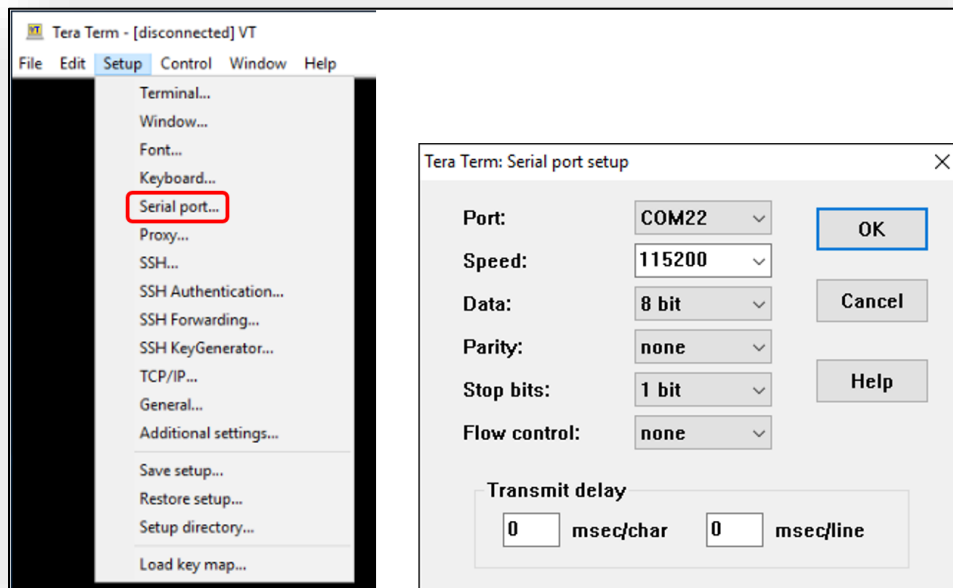 VT Tera Term - [disconnected] VT
File Edit Setup Control Window Help
Terminal...
Window...
Font...
Keyboard...
Serial port...
Proxy...
SSH...
SSH Authentication...
SSH Forwarding...
SSH KeyGenerator...
TCP/IP...
General...
Additional settings...
Save setup...
Restore setup...
Setup directory...
Load key map...
Tera Term: Serial port setup
Port: COM22
OK
Speed: 115200
Data: 8 bit
Cancel
Parity: none
Stop bits: 1 bit
Help
Flow control: none
Transmit delay
0 msec/char 0 msec/line